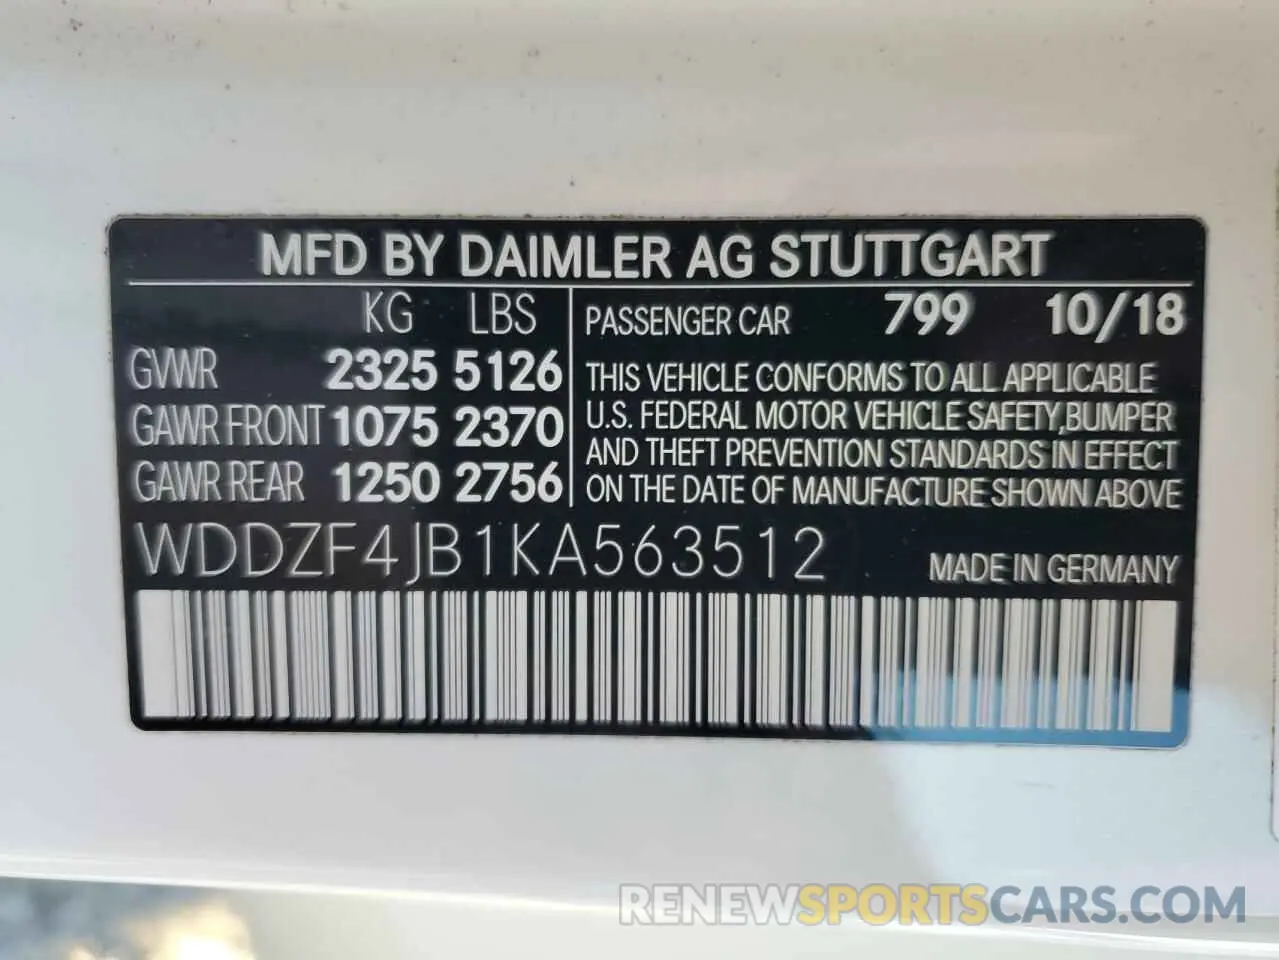 MFD BY DAIMLER AG STUTTGART
KG LBS
GVWR 2325 5126
GAWR FRONT 1075 2370
GAWR REAR 1250 2756
PASSENGER CAR 799 10/18
THIS VEHICLE CONFORMS TO ALL APPLICABLE
U.S. FEDERAL MOTOR VEHICLE SAFETY,BUMPER
AND THEFT PREVENTION STANDARDS IN EFFECT
ON THE DATE OF MANUFACTURE SHOWN ABOVE
WDDZF4JB1KA563512
MADE IN GERMANY
RENEWSPORTSCARS.COM